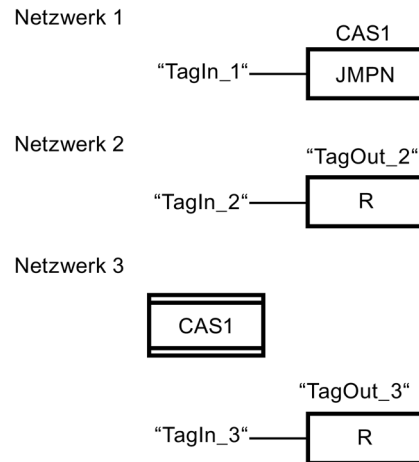 Netzwerk 1
CAS1
“TagIn_1“ JMPN
Netzwerk 2
“TagOut_2“
“TagIn_2“ R
Netzwerk 3
CAS1
“TagOut_3“
“TagIn_3“ R